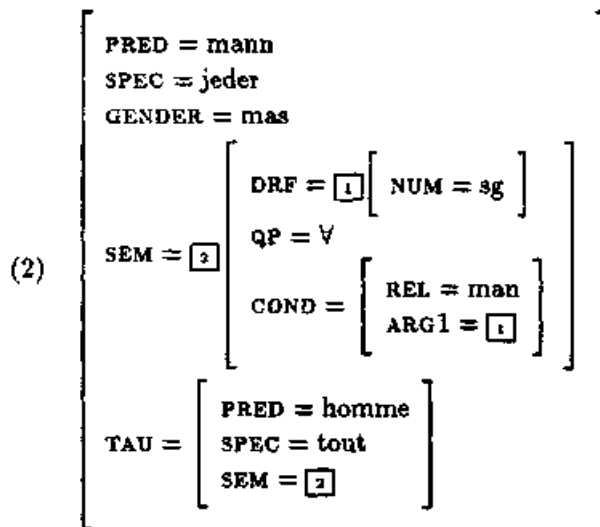 PRED = mann
SPEC = jeder
GENDER = mas
DRF = 1 [ NUM = sg ]
QP = ∀
(2) SEM = 2
COND = [ REL = man
ARG1 = 1 ]
PRED = homme
TAU = SPEC = tout
SEM = 2